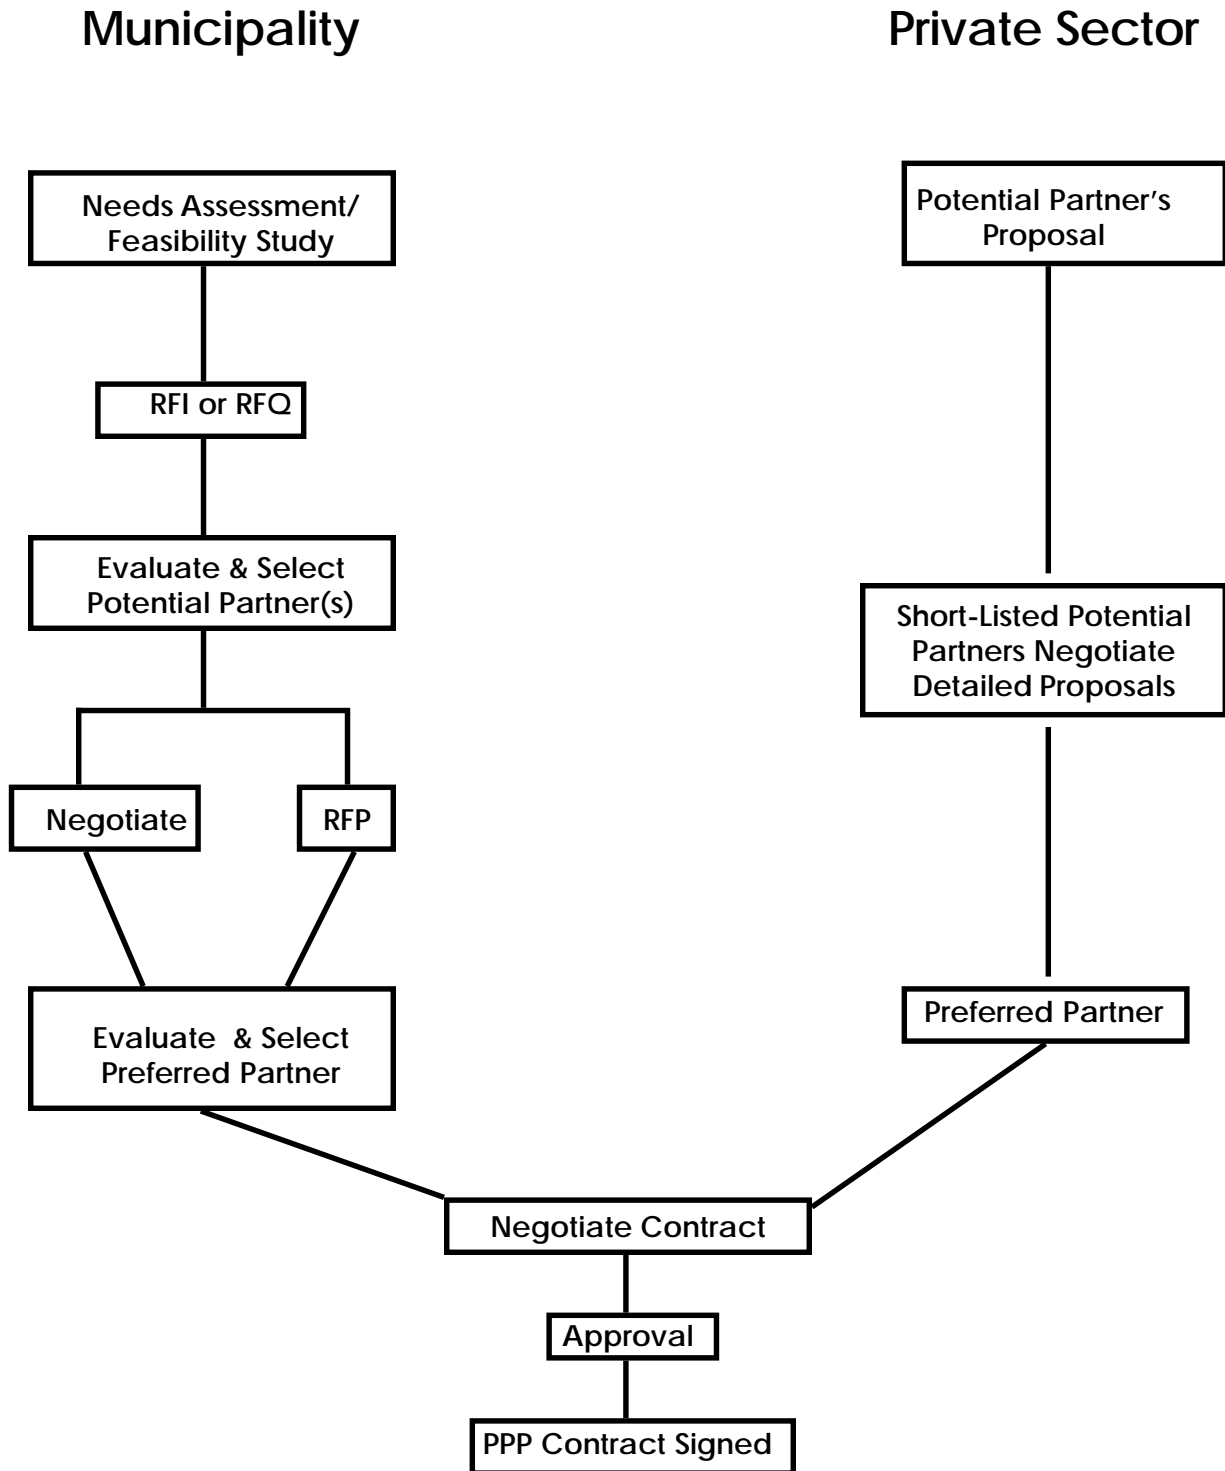 Municipality
Private Sector
Needs Assessment/
Feasibility Study
Potential Partner's
Proposal
RFI or RFQ
Evaluate & Select
Potential Partner(s)
Short-Listed Potential
Partners Negotiate
Detailed Proposals
Negotiate
RFP
Evaluate & Select
Preferred Partner
Preferred Partner
Negotiate Contract
Approval
PPP Contract Signed